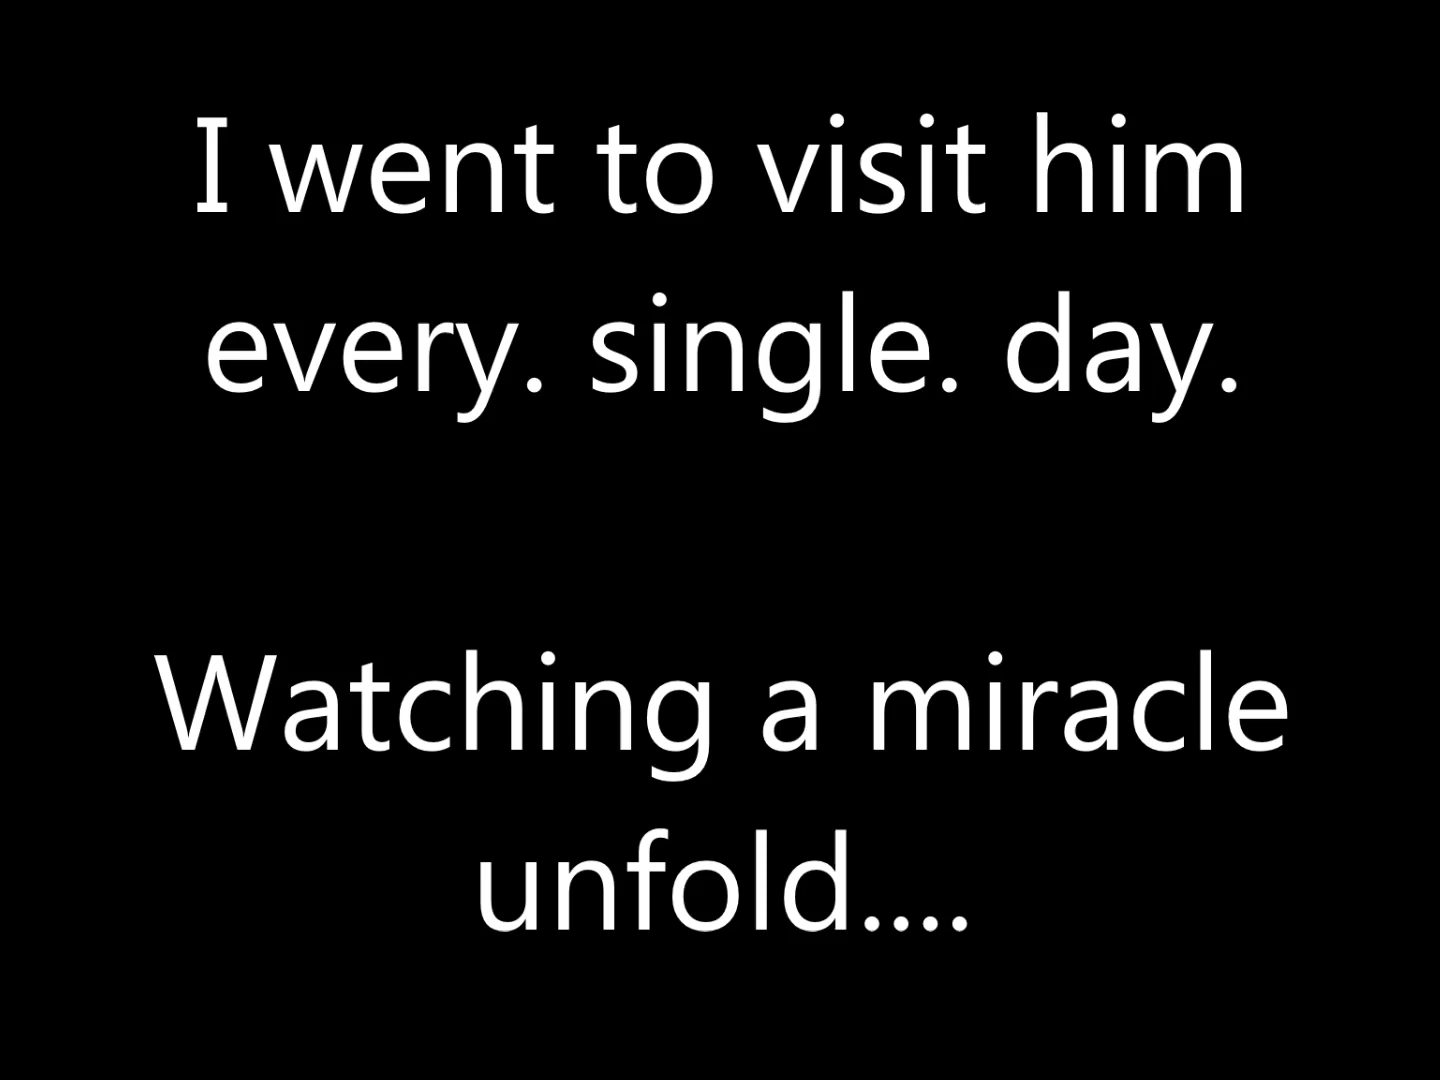 I went to visit him
every. single. day.
Watching a miracle
unfold....